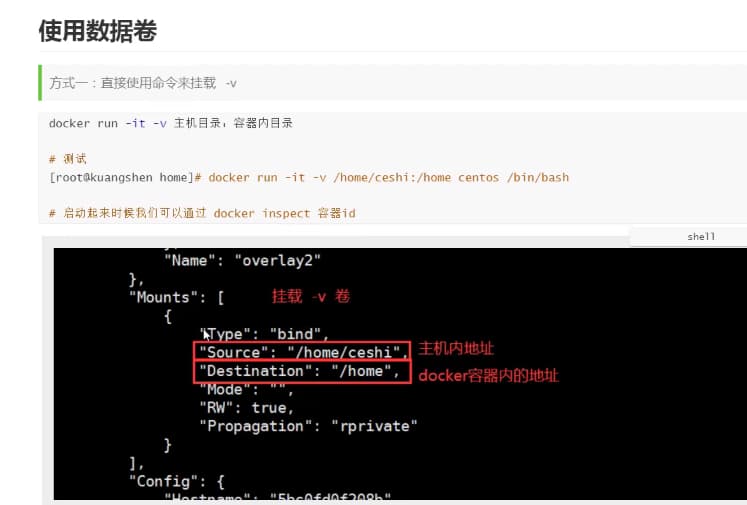 使用数据卷
方式一：直接使用命令来挂载 -v
docker run -it -v 主机目录：容器内目录
# 测试
[root@kuangshen home]# docker run -it -v /home/ceshi:/home centos /bin/bash
# 启动起来时候我们可以通过 docker inspect 容器id
shell
"Name": "overlay2"
},
"Mounts": [ 挂载 -v 卷
{
"Type": "bind",
"Source": "/home/ceshi", 主机内地址
"Destination": "/home", docker容器内的地址
"Mode": "",
"RW": true,
"Propagation": "rprivate"
}
],
"Config": {
"Hostname": "5bc0fd0f208b"